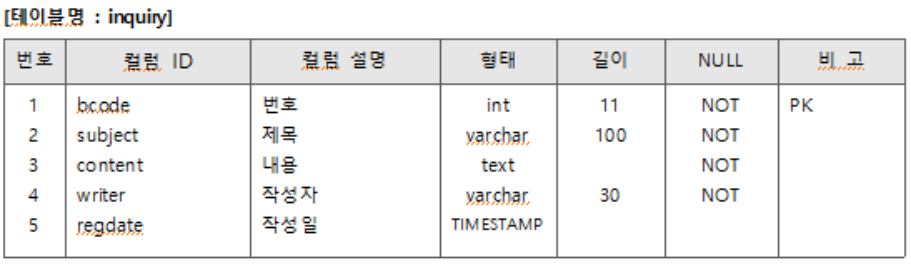 [테이블명 : inquiry]
번호 컬럼 ID 컬럼 설명 형태 길이 NULL 비 고
1 bcode 번호 int 11 NOT PK
2 subject 제목 varchar 100 NOT
3 content 내용 text NOT
4 writer 작성자 varchar 30 NOT
5 regdate 작성일 TIMESTAMP